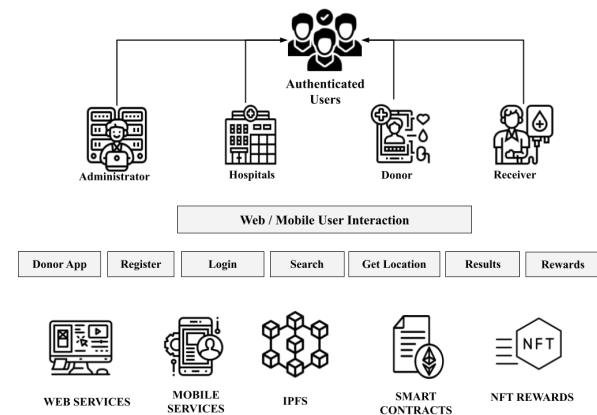 Authenticated
Users
Administrator
Hospitals
Donor
Receiver
Web / Mobile User Interaction
Donor App
Register
Login
Search
Get Location
Results
Rewards
NFT
WEB SERVICES
MOBILE
SERVICES
IPFS
SMART
CONTRACTS
NFT REWARDS